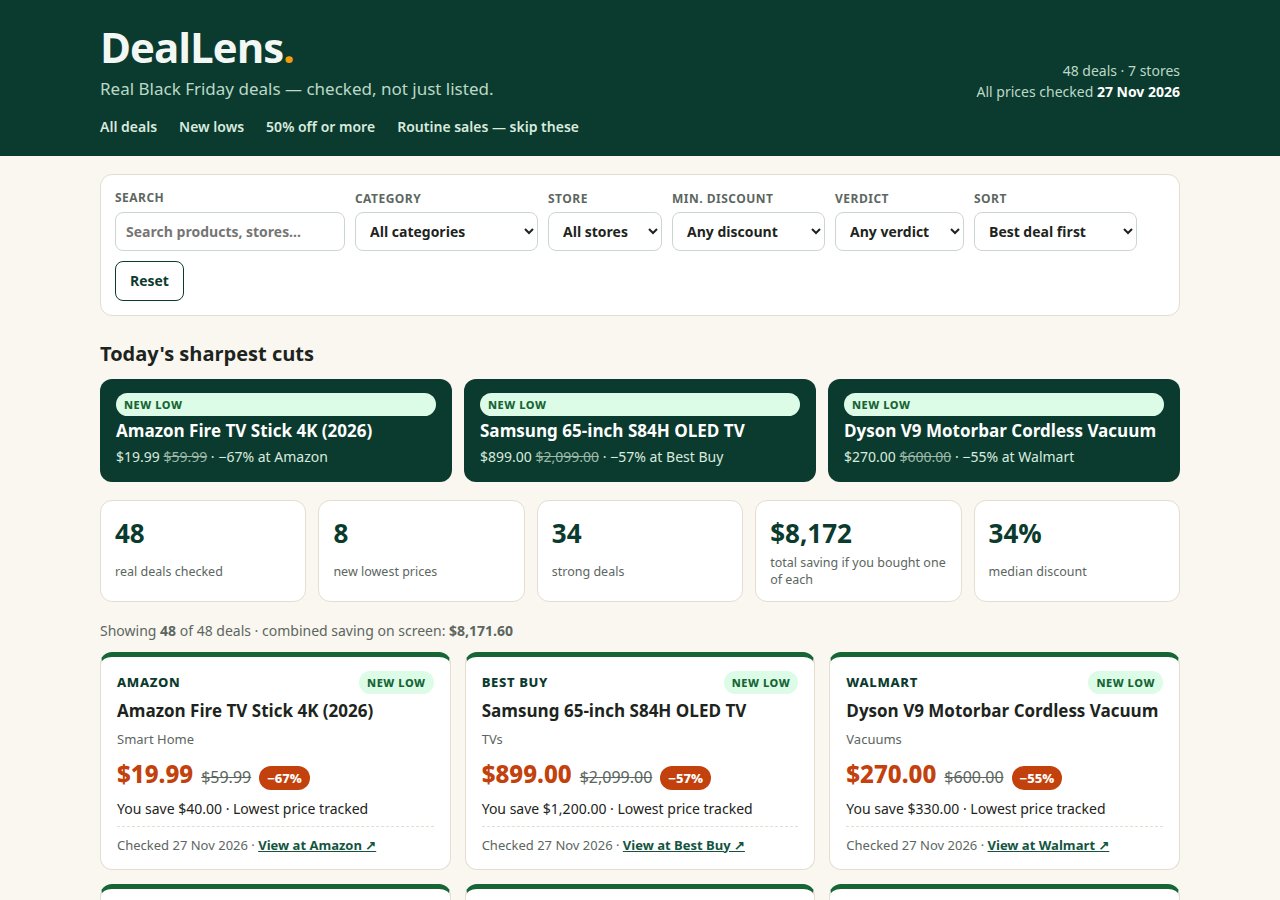 DealLens.
Real Black Friday deals — checked, not just listed.
48 deals · 7 stores
All prices checked 27 Nov 2026
All deals New lows 50% off or more Routine sales — skip these
SEARCH CATEGORY STORE MIN. DISCOUNT VERDICT SORT
Search products, stores... All categories All stores Any discount Any verdict Best deal first
Reset
Today's sharpest cuts
NEW LOW
Amazon Fire TV Stick 4K (2026)
$19.99 $59.99 · −67% at Amazon
NEW LOW
Samsung 65-inch S84H OLED TV
$899.00 $2,099.00 · −57% at Best Buy
NEW LOW
Dyson V9 Motorbar Cordless Vacuum
$270.00 $600.00 · −55% at Walmart
48
real deals checked
8
new lowest prices
34
strong deals
$8,172
total saving if you bought one
of each
34%
median discount
Showing 48 of 48 deals · combined saving on screen: $8,171.60
AMAZON NEW LOW
Amazon Fire TV Stick 4K (2026)
Smart Home
$19.99 $59.99 −67%
You save $40.00 · Lowest price tracked
Checked 27 Nov 2026 · View at Amazon ↗
BEST BUY NEW LOW
Samsung 65-inch S84H OLED TV
TVs
$899.00 $2,099.00 −57%
You save $1,200.00 · Lowest price tracked
Checked 27 Nov 2026 · View at Best Buy ↗
WALMART NEW LOW
Dyson V9 Motorbar Cordless Vacuum
Vacuums
$270.00 $600.00 −55%
You save $330.00 · Lowest price tracked
Checked 27 Nov 2026 · View at Walmart ↗